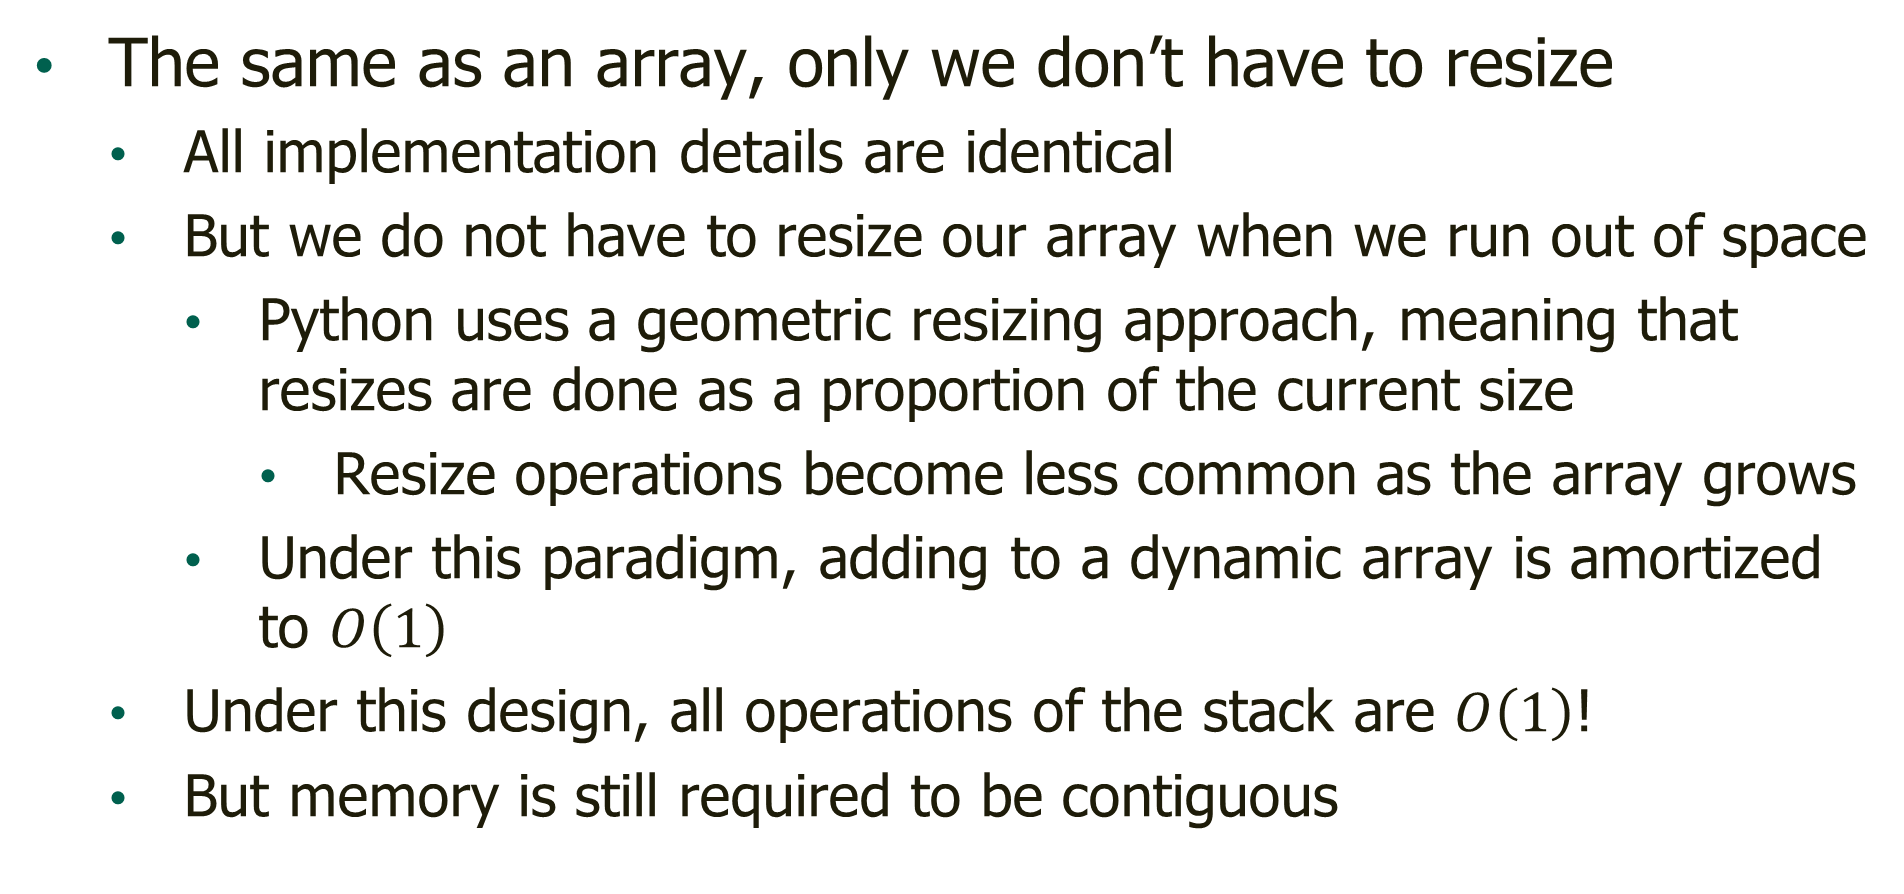 • The same as an array, only we don’t have to resize
• All implementation details are identical
• But we do not have to resize our array when we run out of space
• Python uses a geometric resizing approach, meaning that
resizes are done as a proportion of the current size
• Resize operations become less common as the array grows
• Under this paradigm, adding to a dynamic array is amortized
to O(1)
• Under this design, all operations of the stack are O(1)!
• But memory is still required to be contiguous